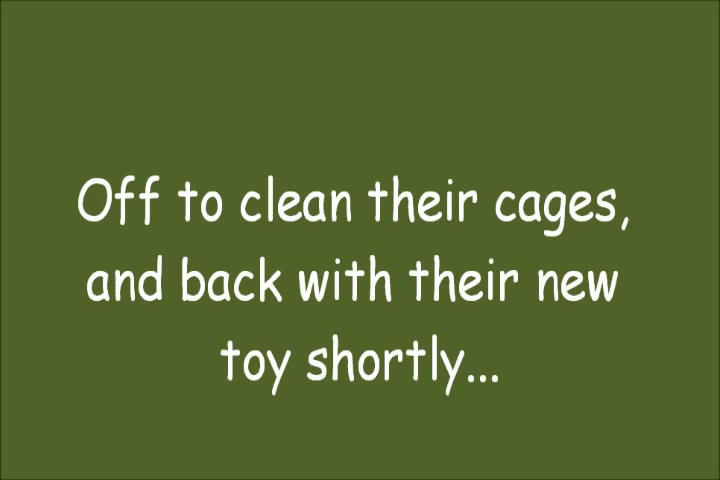 Off to clean their cages,
and back with their new
toy shortly...